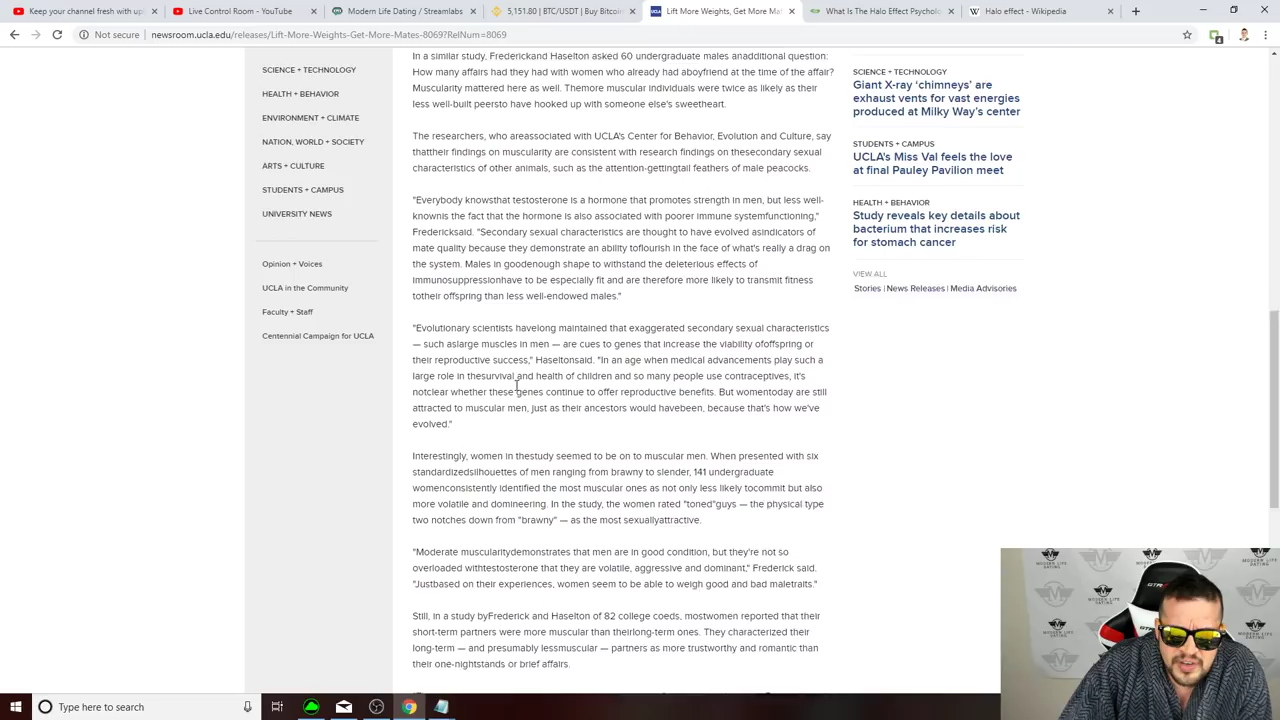 Keep your channel fresh with up
Live Control Room - YouTube
Modern Life Dating / Streamlabs
5,151.80 | BTC/USDT | Buy Bitcoin
Lift More Weights, Get More Mat
What Is The Halo Effect Psycholo
Halo effect - Wikipedia
Not secure
newsroom.ucla.edu/releases/Lift-More-Weights-Get-More-Mates-8069?RelNum=8069
SCIENCE + TECHNOLOGY
HEALTH + BEHAVIOR
ENVIRONMENT + CLIMATE
NATION, WORLD + SOCIETY
ARTS + CULTURE
STUDENTS + CAMPUS
UNIVERSITY NEWS
Opinion + Voices
UCLA in the Community
Faculty + Staff
Centennial Campaign for UCLA
In a similar study, Frederickand Haselton asked 60 undergraduate males anadditional question:
How many affairs had they had with women who already had aboyfriend at the time of the affair?
Muscularity mattered here as well. Themore muscular individuals were twice as likely as their
less well-built peersto have hooked up with someone else's sweetheart.
The researchers, who areassociated with UCLA's Center for Behavior, Evolution and Culture, say
thattheir findings on muscularity are consistent with research findings on thesecondary sexual
characteristics of other animals, such as the attention-gettingtail feathers of male peacocks.
"Everybody knowsthat testosterone is a hormone that promotes strength in men, but less well-
knownis the fact that the hormone is also associated with poorer immune systemfunctioning,"
Fredericksaid. "Secondary sexual characteristics are thought to have evolved asindicators of
mate quality because they demonstrate an ability toflourish in the face of what's really a drag on
the system. Males in goodenough shape to withstand the deleterious effects of
immunosuppressionhave to be especially fit and are therefore more likely to transmit fitness
totheir offspring than less well-endowed males."
"Evolutionary scientists havelong maintained that exaggerated secondary sexual characteristics
— such aslarge muscles in men — are cues to genes that increase the viability ofoffspring or
their reproductive success," Haseltonsaid. "In an age when medical advancements play such a
large role in thesurvival and health of children and so many people use contraceptives, it's
notclear whether these genes continue to offer reproductive benefits. But womentoday are still
attracted to muscular men, just as their ancestors would havebeen, because that's how we've
evolved."
Interestingly, women in thestudy seemed to be on to muscular men. When presented with six
standardizedsilhouettes of men ranging from brawny to slender, 141 undergraduate
womenconsistently identified the most muscular ones as not only less likely tocommit but also
more volatile and domineering. In the study, the women rated "toned"guys — the physical type
two notches down from "brawny" — as the most sexuallyattractive.
"Moderate muscularitydemonstrates that men are in good condition, but they're not so
overloaded withtestosterone that they are volatile, aggressive and dominant," Frederick said.
"Justbased on their experiences, women seem to be able to weigh good and bad maletraits."
Still, in a study byFrederick and Haselton of 82 college coeds, mostwomen reported that their
short-term partners were more muscular than theirlong-term ones. They characterized their
long-term — and presumably lessmuscular — partners as more trustworthy and romantic than
their one-nightstands or brief affairs.
SCIENCE + TECHNOLOGY
Giant X-ray ‘chimneys’ are
exhaust vents for vast energies
produced at Milky Way’s center
STUDENTS + CAMPUS
UCLA's Miss Val feels the love
at final Pauley Pavilion meet
HEALTH + BEHAVIOR
Study reveals key details about
bacterium that increases risk
for stomach cancer
VIEW ALL
Stories | News Releases | Media Advisories
MODERN LIFE
DATING
GTR
Type here to search